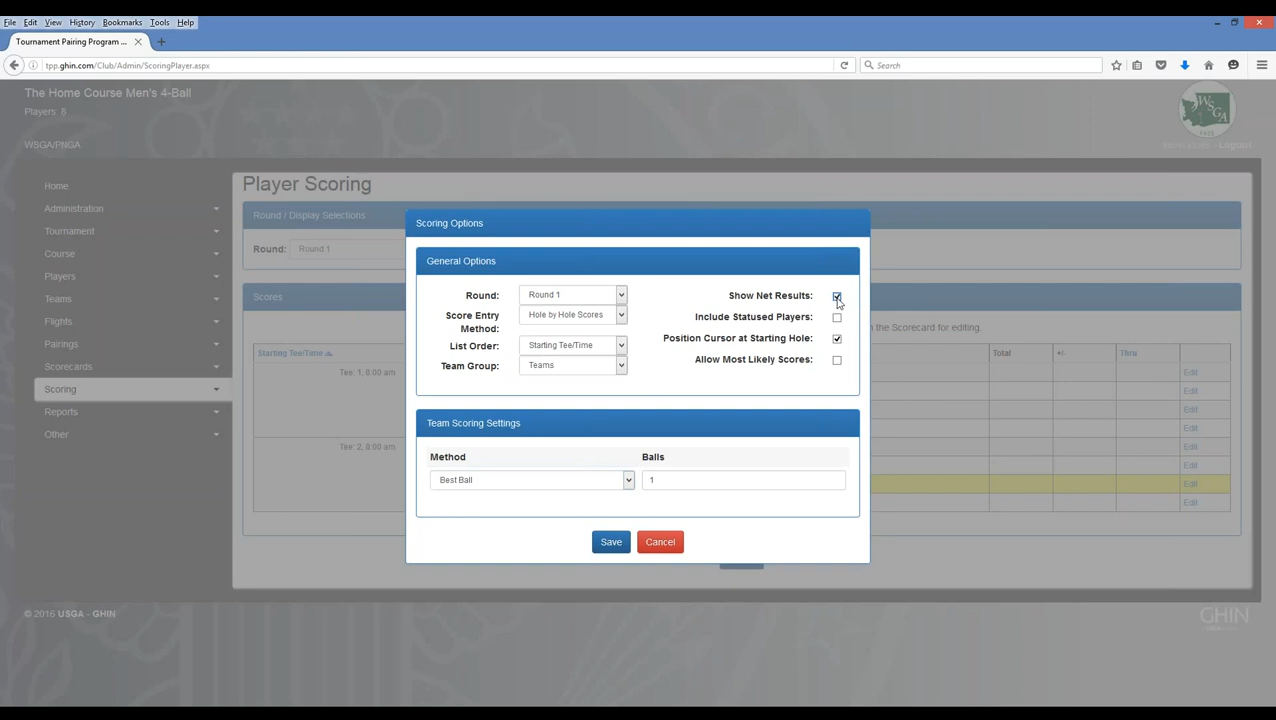 File Edit View History Bookmarks Tools Help
Tournament Pairing Program ...
tpp.ghin.com/Club/Admin/ScoringPlayer.aspx
Search
The Home Course Men's 4-Ball
Players: 8
WSGA/PNGA
WSGA
Logout
Home
Administration
Tournament
Course
Players
Teams
Flights
Pairings
Scorecards
Scoring
Reports
Other
Player Scoring
Round / Display Selections
Round: Round 1
Scores
the Scorecard for editing.
Starting Tee/Time
Total +/- Thru
Tee: 1, 8:00 am
Edit
Edit
Edit
Edit
Tee: 2, 8:00 am
Edit
Edit
Edit
Edit
Scoring Options
General Options
Round: Round 1
Show Net Results:
Score Entry Method: Hole by Hole Scores
Include Statused Players:
List Order: Starting Tee/Time
Position Cursor at Starting Hole:
Team Group: Teams
Allow Most Likely Scores:
Team Scoring Settings
Method Balls
Best Ball 1
Save Cancel
© 2016 USGA - GHIN
GHIN